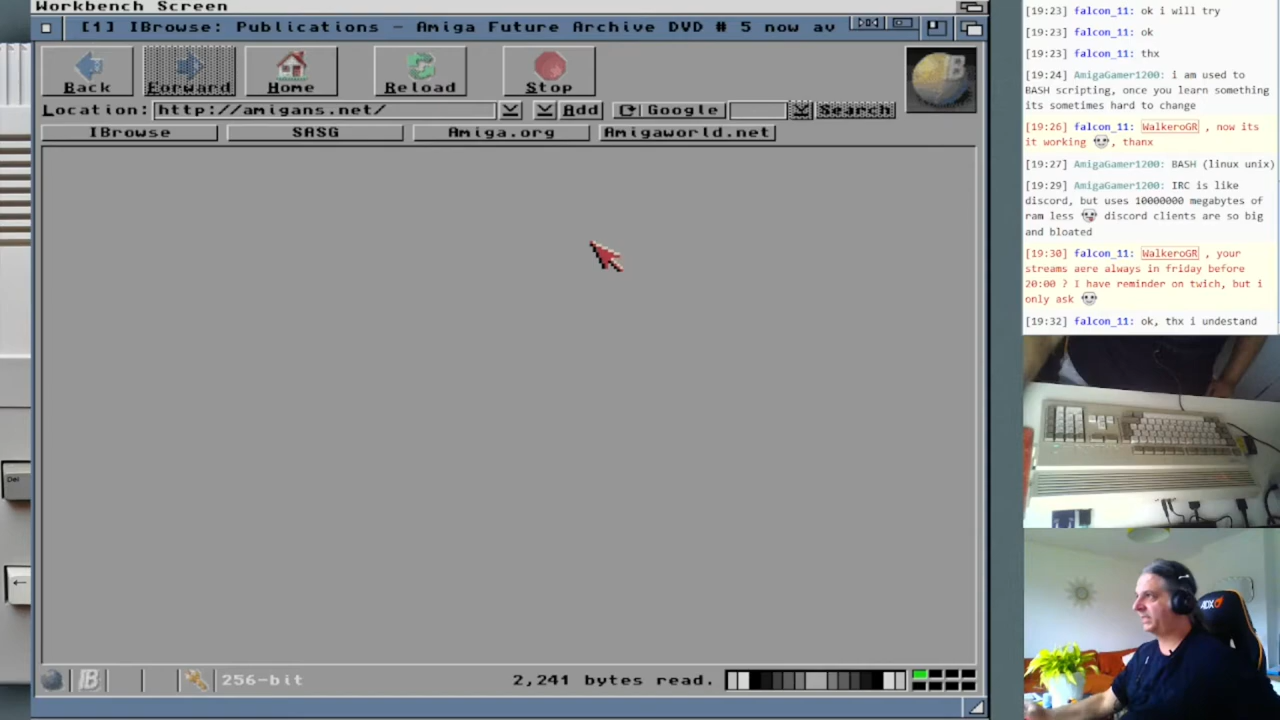 Workbench Screen
[1] IBrowse: Publications - Amiga Future Archive DVD # 5 now av
Back
Forward
Home
Reload
Stop
Location: http://amigans.net/
Add
Google
Search
IBrowse
SASG
Amiga.org
Amigaworld.net
256-bit
2,241 bytes read.
Del
[19:23] falcon_11: ok i will try
[19:23] falcon_11: ok
[19:23] falcon_11: thx
[19:24] AmigaGamer1200: i am used to
BASH scripting, once you learn something
its sometimes hard to change
[19:26] falcon_11: WalkeroGR , now its
it working , thanx
[19:27] AmigaGamer1200: BASH (linux unix)
[19:29] AmigaGamer1200: IRC is like
discord, but uses 10000000 megabytes of
ram less discord clients are so big
and bloated
[19:30] falcon_11: WalkeroGR , your
streams aere always in friday before
20:00 ? I have reminder on twich, but i
only ask
[19:32] falcon_11: ok, thx i undestand
ADX